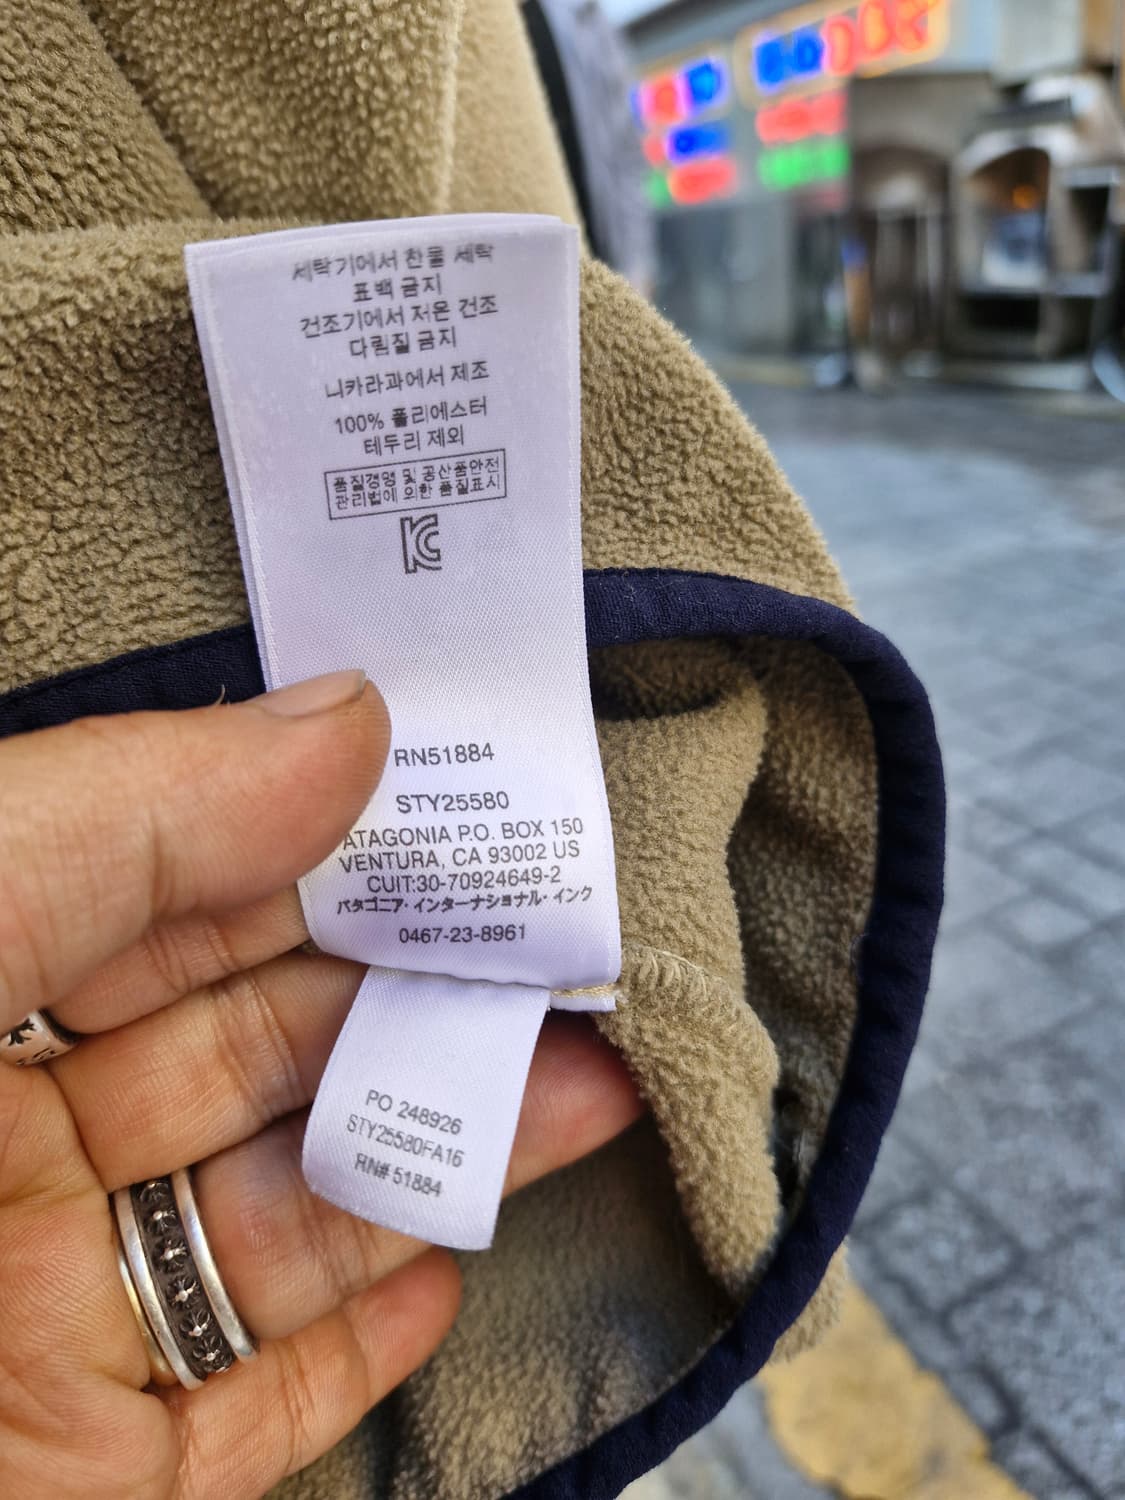 세탁기에서 찬물 세탁
표백 금지
건조기에서 저온 건조
다림질 금지
니카라과에서 제조
100% 폴리에스터
테두리 제외
품질경영 및 공산품안전
관리법에 의한 품질표시
KC
RN51884
STY25580
ATAGONIA P.O. BOX 150
VENTURA, CA 93002 US
CUIT:30-70924649-2
パタゴニア・インターナショナル・インク
0467-23-8961
PO 248926
STY25580FA16
RN# 51884